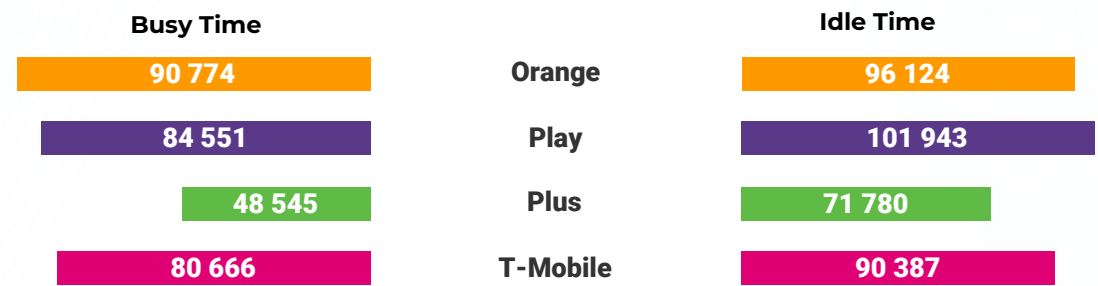 Busy Time Idle Time
90 774 Orange 96 124
84 551 Play 101 943
48 545 Plus 71 780
80 666 T-Mobile 90 387